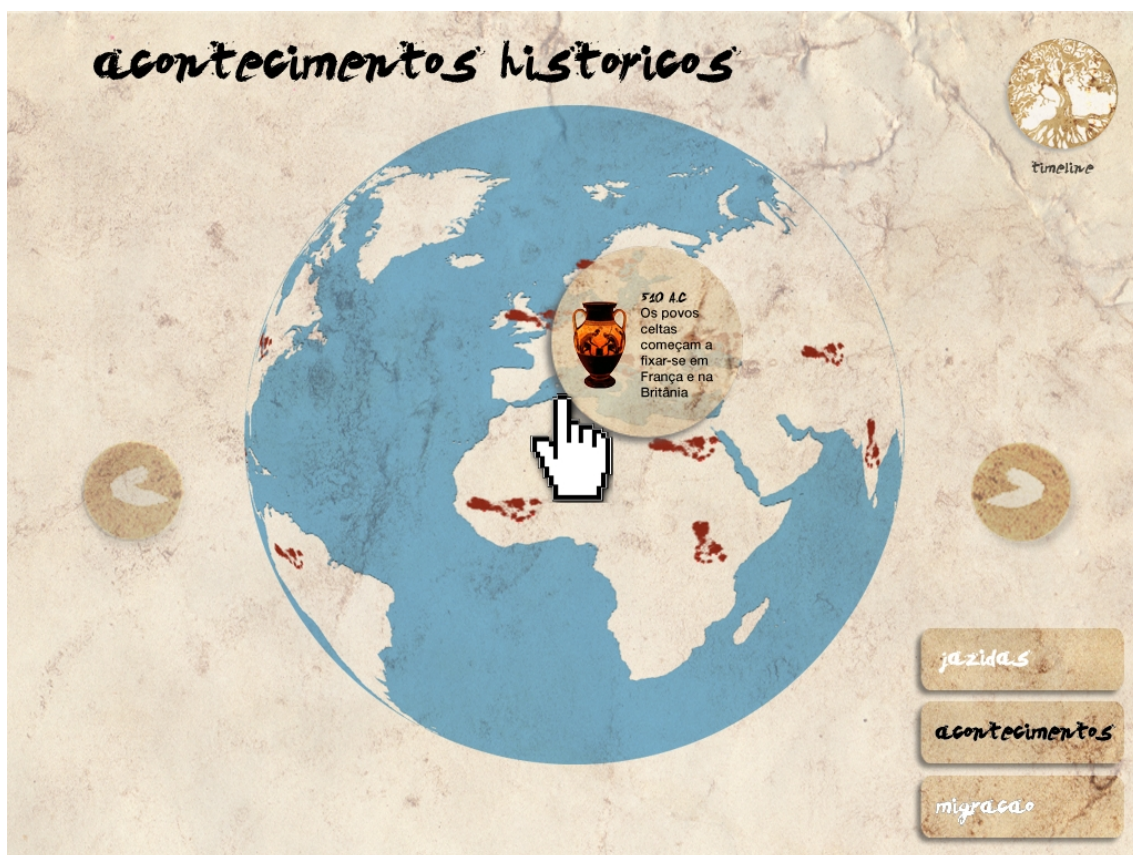 acontecimentos historicos
timeline
510 A.C
Os povos
celtas
começam a
fixar-se em
França e na
Britânia
jazidas
acontecimentos
migracao